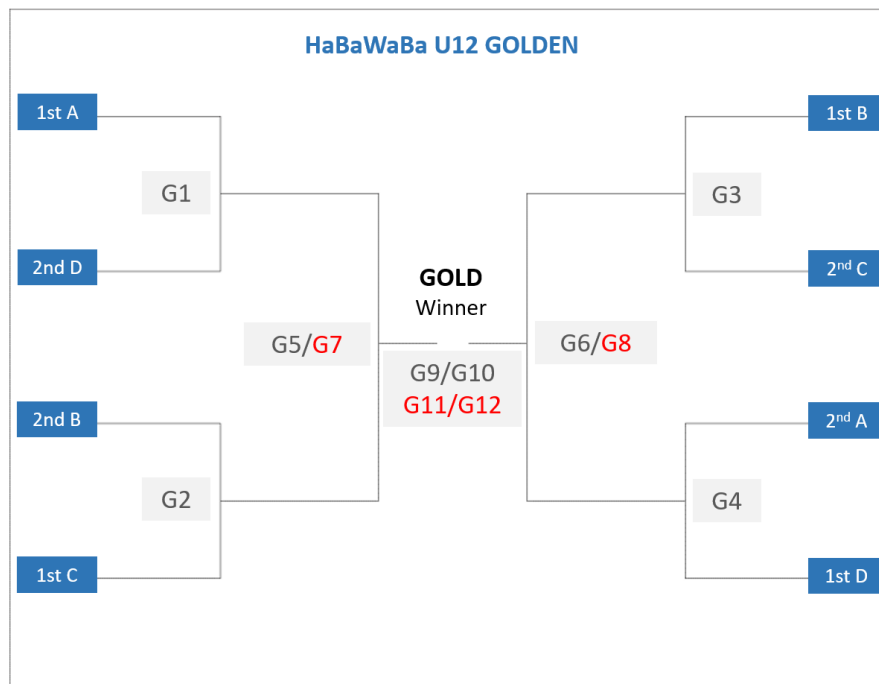 HaBaWaBa U12 GOLDEN
1st A
1st B
G1
G3
2nd D
2nd C
GOLD
Winner
G5/G7
G6/G8
G9/G10
G11/G12
2nd B
2nd A
G2
G4
1st C
1st D